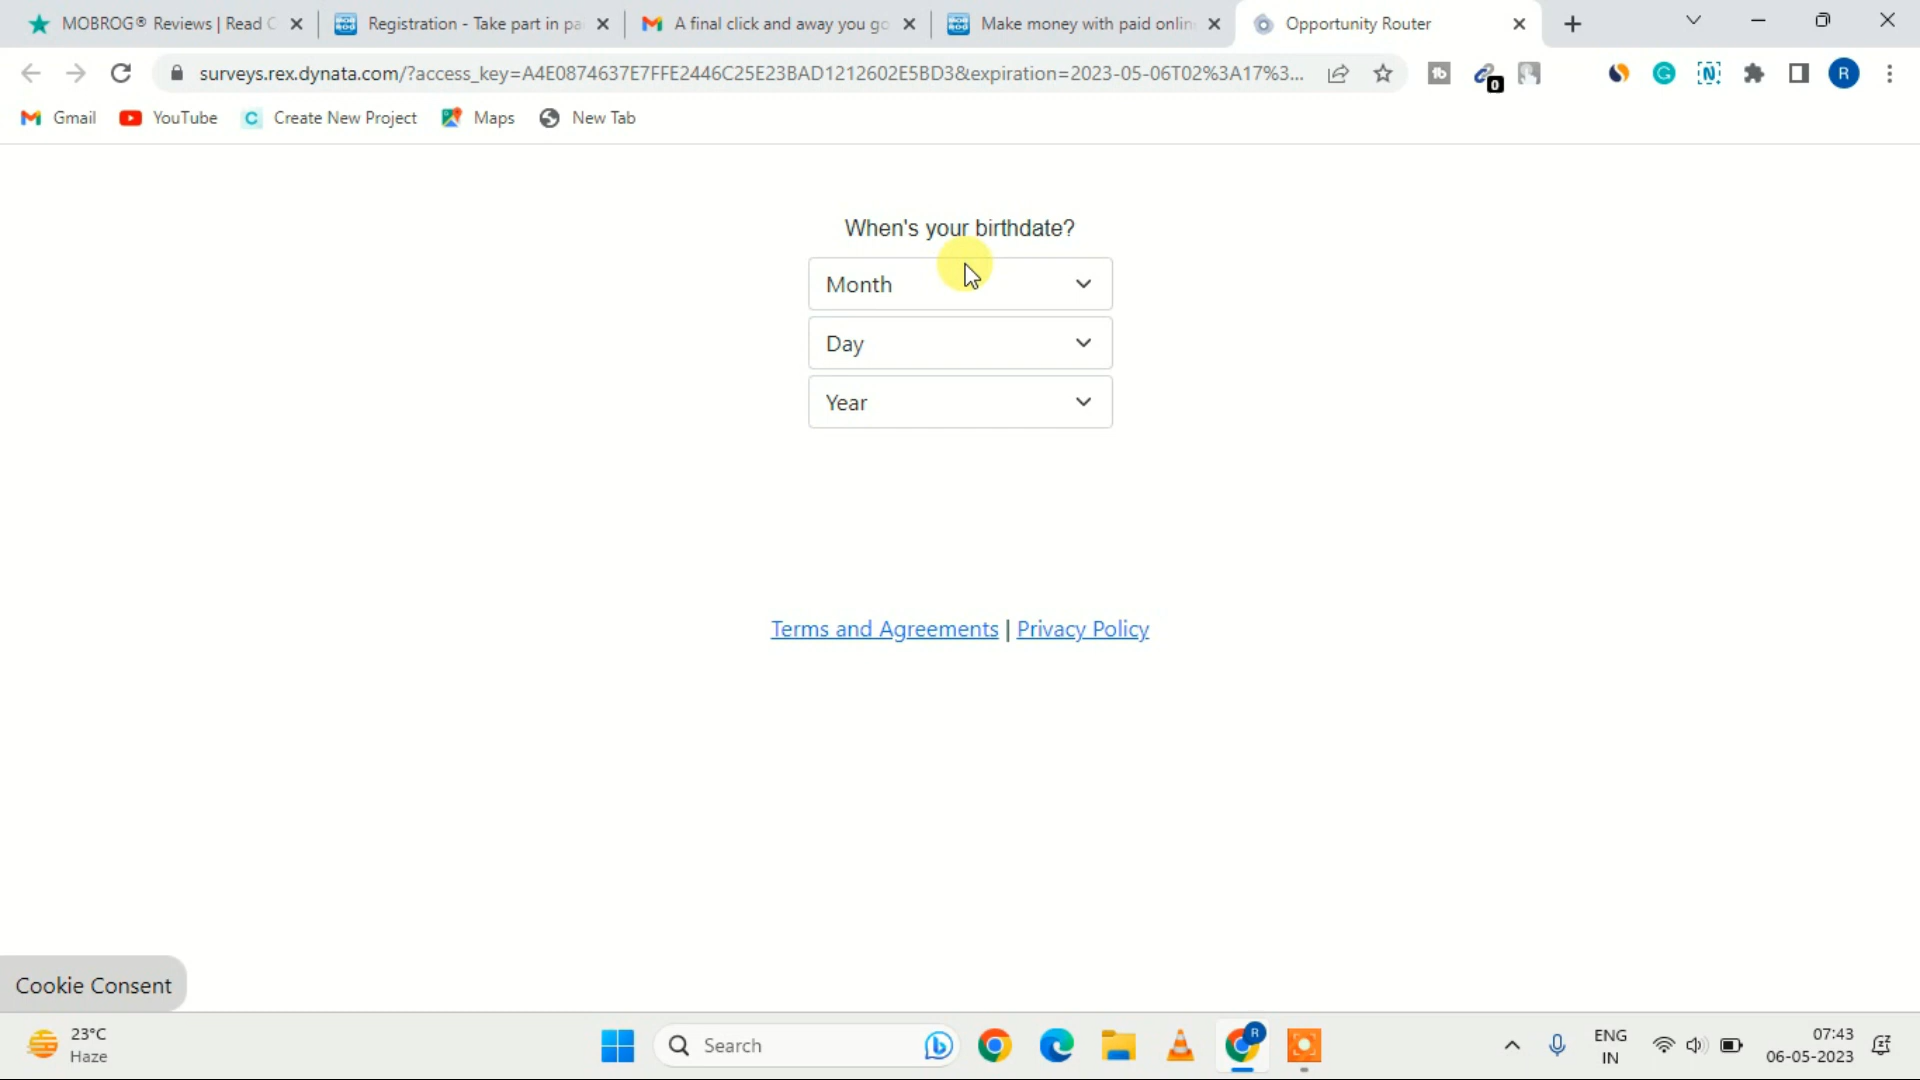 MOBROG® Reviews | Read C
Registration - Take part in pa
A final click and away you go
Make money with paid onlin
Opportunity Router
surveys.rex.dynata.com/?access_key=A4E0874637E7FFE2446C25E23BAD1212602E5BD3&expiration=2023-05-06T02%3A17%3...
0
R
Gmail
YouTube
Create New Project
Maps
New Tab
When's your birthdate?
Month
Day
Year
Terms and Agreements | Privacy Policy
Cookie Consent
23°C
Haze
Search
R
ENG
IN
07:43
06-05-2023